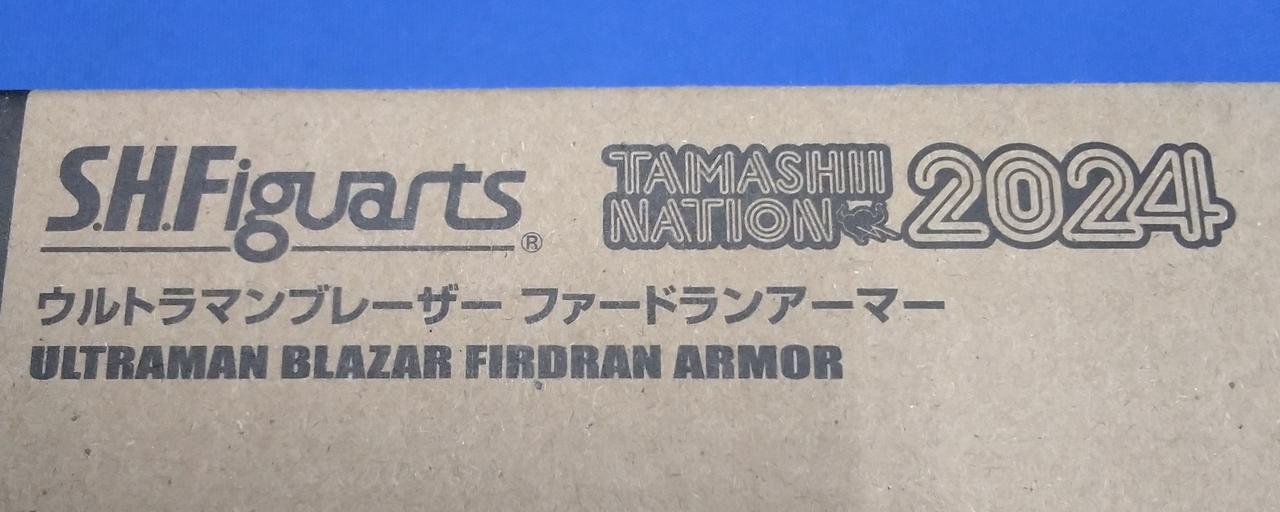 S.H.Figuarts®
TAMASHII
NATION
2024
ウルトラマンブレーザー ファードランアーマー
ULTRAMAN BLAZAR FIRDRAN ARMOR